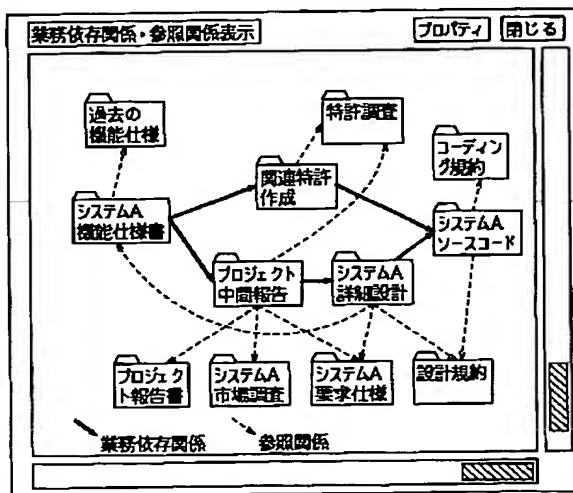 業務依存関係・参照関係表示
プロパティ
閉じる
過去の
機能仕様
特許調査
コーディン
グ規約
関連特許
作成
システムA
機能仕様書
システムA
ソースコード
プロジェクト
中間報告
システムA
詳細設計
プロジェク
ト報告書
システムA
市場調査
システムA
要求仕様
設計規約
業務依存関係
参照関係